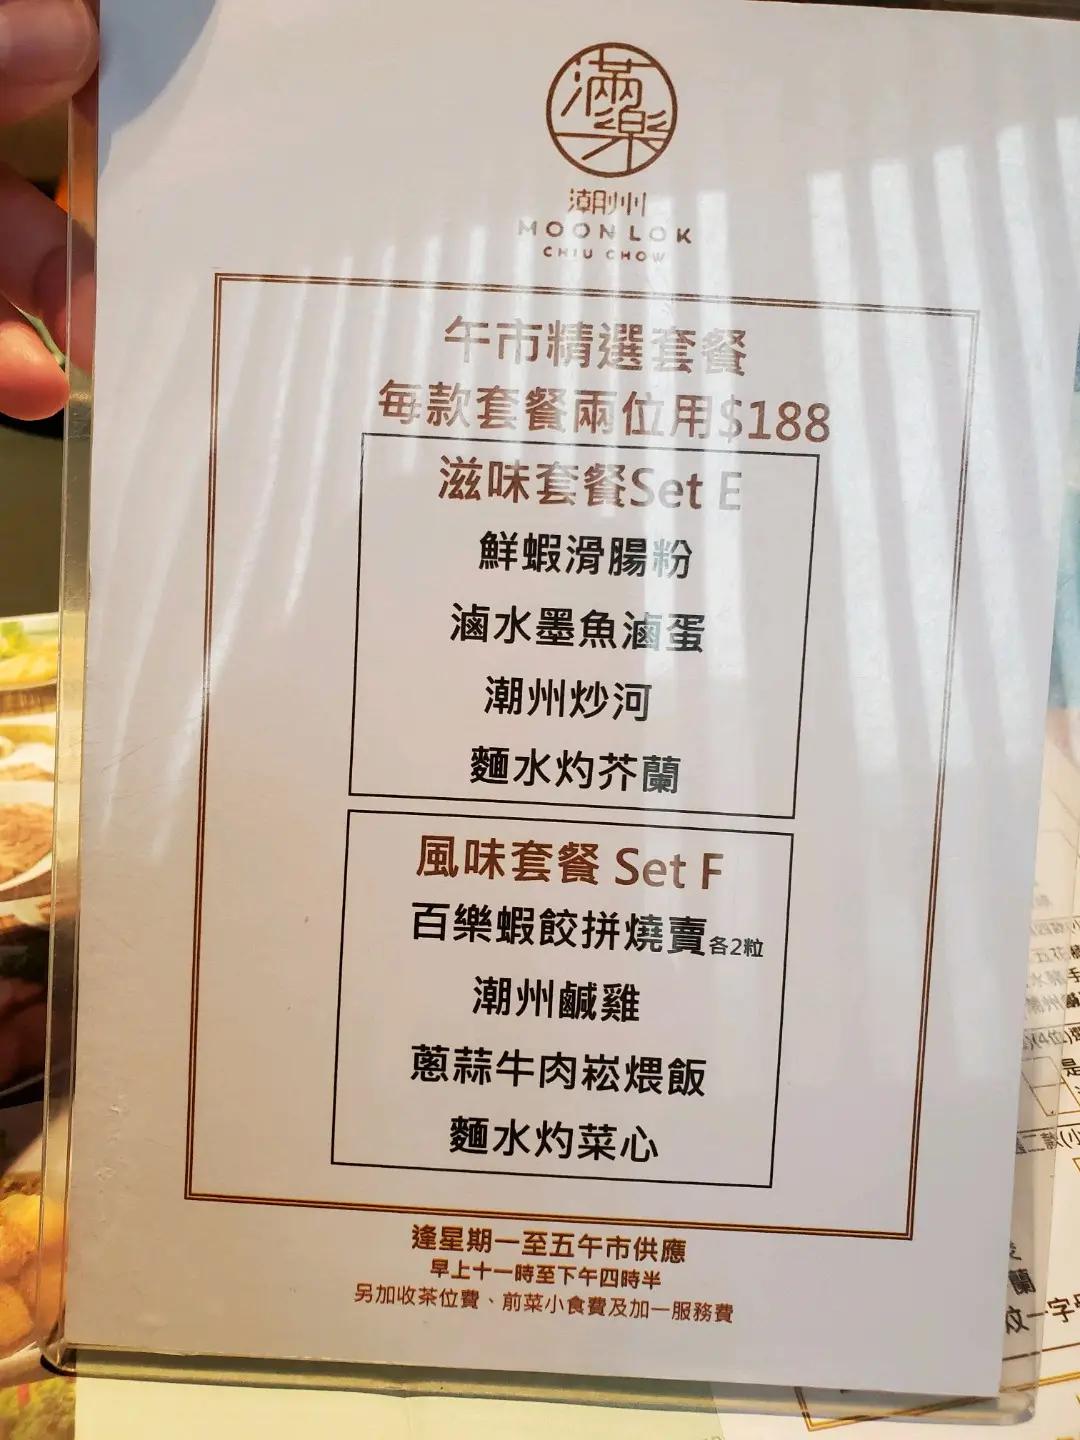 滿樂
潮州
MOON LOK
CHIU CHOW
午市精選套餐
每款套餐兩位用$188
滋味套餐Set E
鮮蝦滑腸粉
滷水墨魚滷蛋
潮州炒河
麵水灼芥蘭
風味套餐 Set F
百樂蝦餃拼燒賣各2粒
潮州鹹雞
蔥蒜牛肉崧煨飯
麵水灼菜心
逢星期一至五午市供應
早上十一時至下午四時半
另加收茶位費、前菜小食費及加一服務費